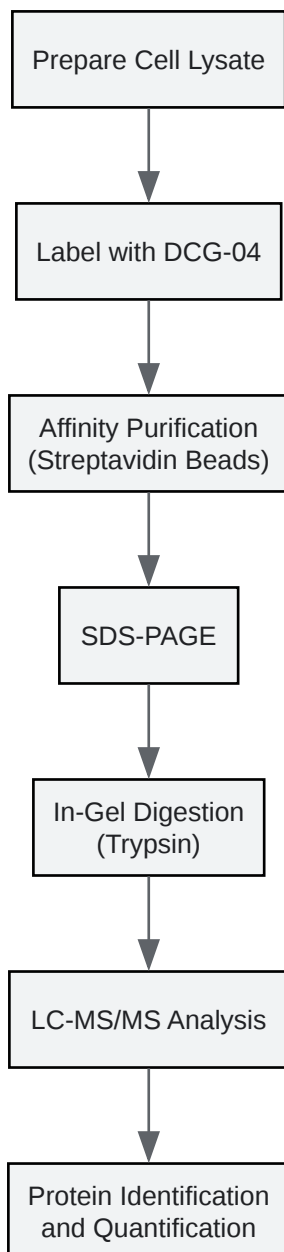 Prepare Cell Lysate
Label with DCG-04
Affinity Purification
(Streptavidin Beads)
SDS-PAGE
In-Gel Digestion
(Trypsin)
LC-MS/MS Analysis
Protein Identification
and Quantification